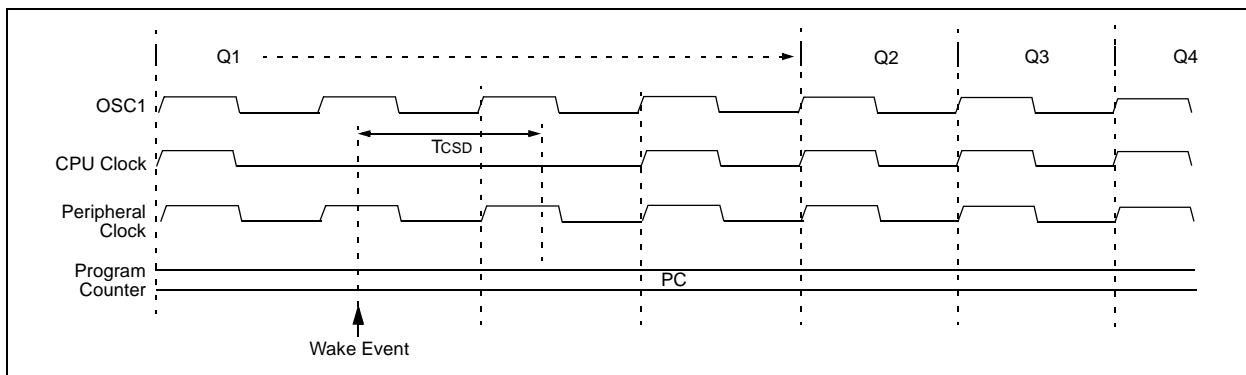 Q1 Q2 Q3 Q4
OSC1
TCSD
CPU Clock
Peripheral
Clock
Program
Counter
PC
Wake Event